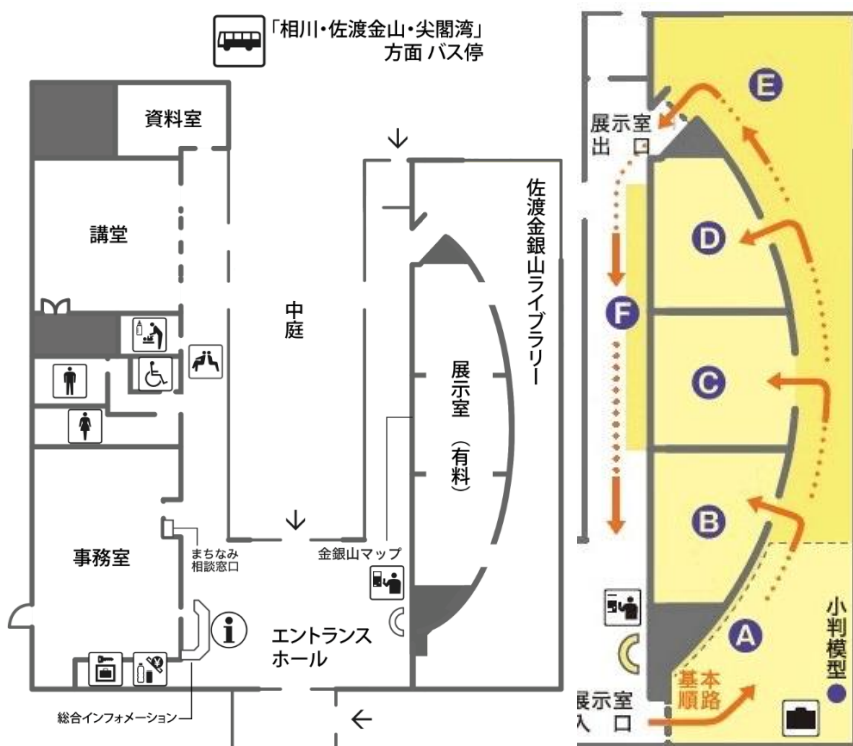 「相川・佐渡金山・尖閣湾」
方面 バス停
資料室
講堂
中庭
佐渡金銀山ライブラリー
展示室（有料）
事務室
まちなみ
相談窓口
金銀山マップ
エントランス
ホール
総合インフォメーション
i
E
展示室
出 口
D
F
C
B
A
小判模型
基本
順路
展示室
入 口